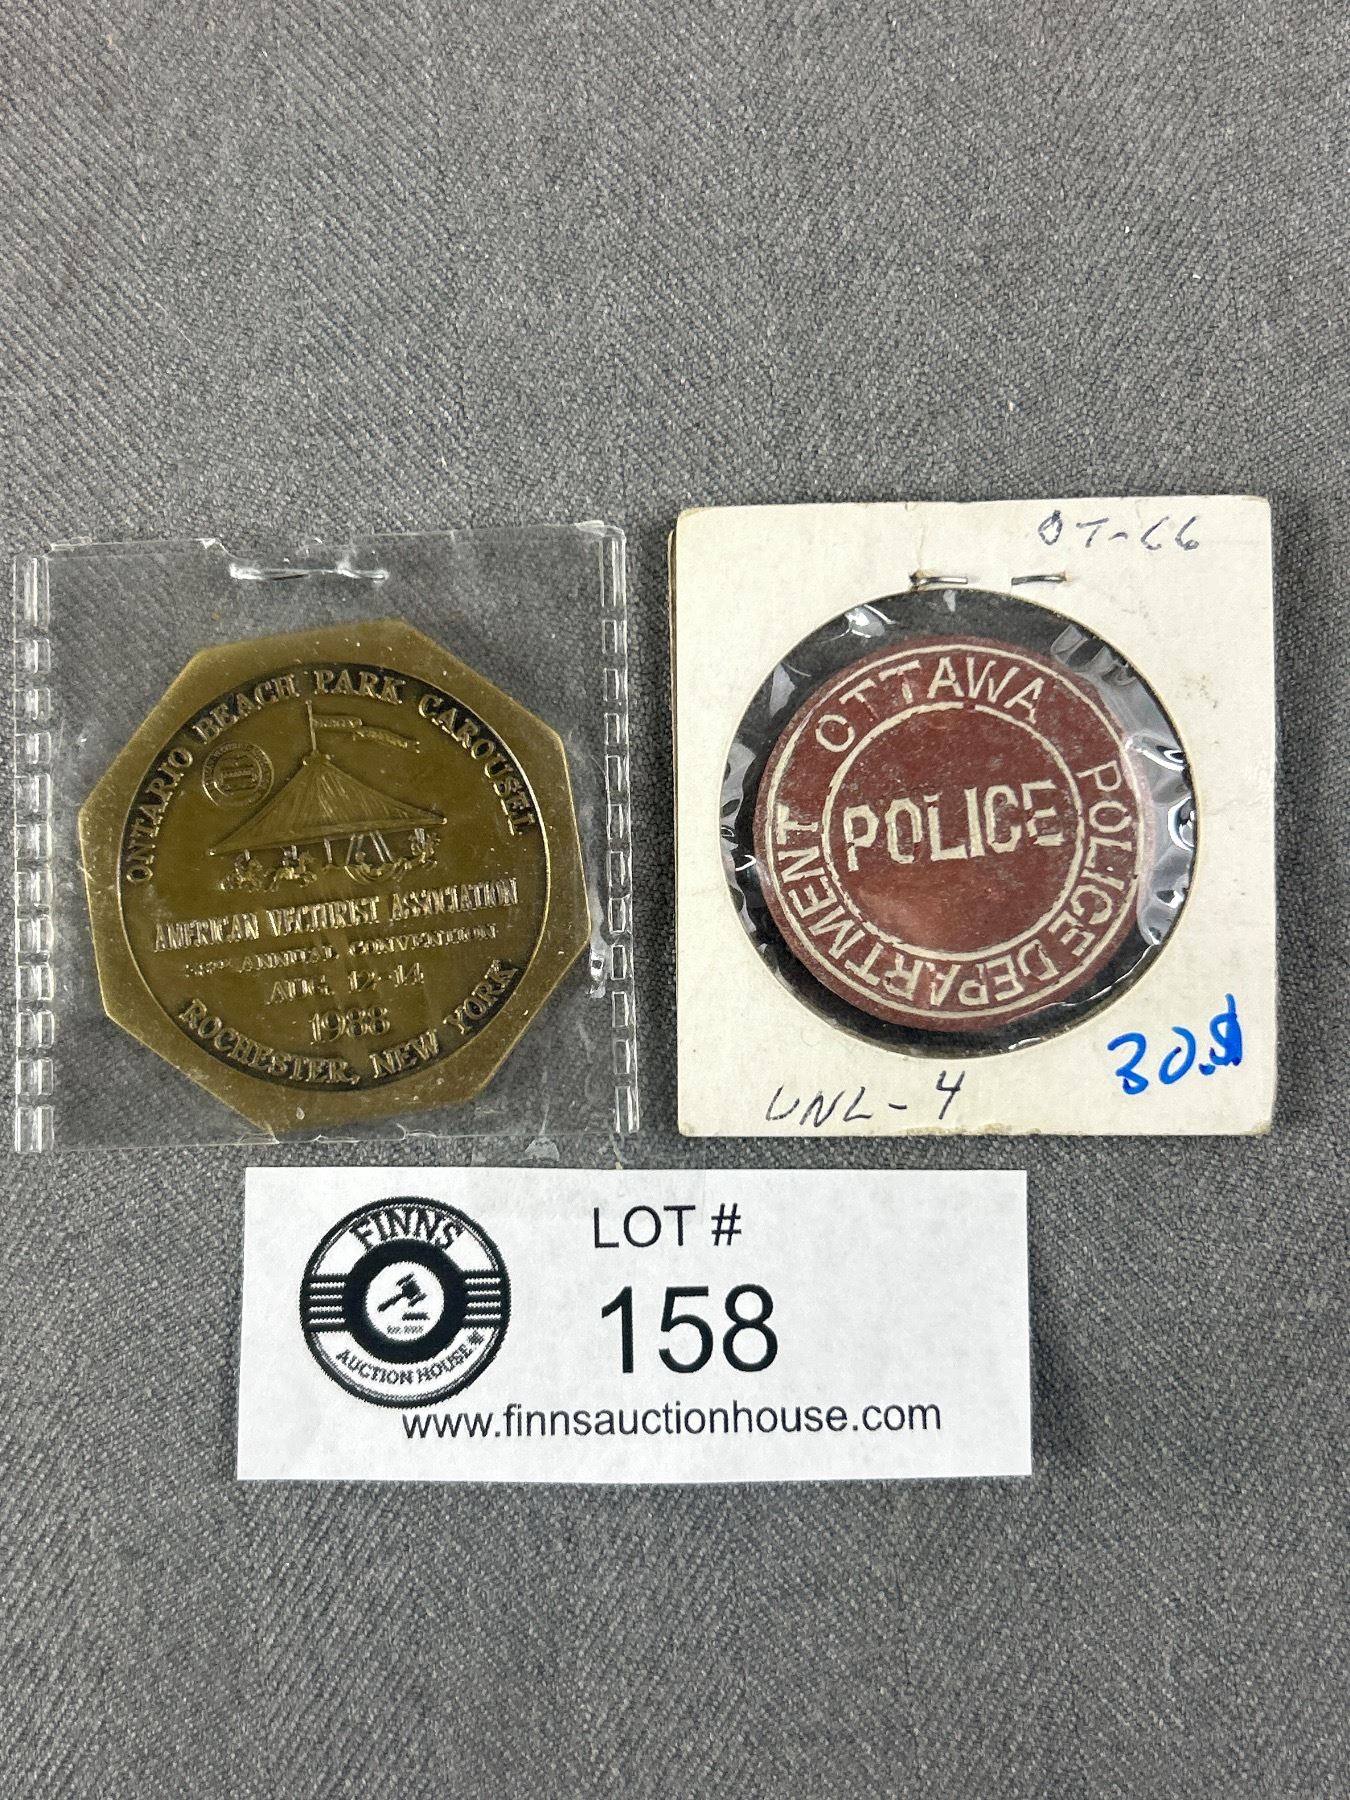 ONTARIO BEACH PARK CAROUSEL
AMERICAN VECTURIST ASSOCIATION
ANNUAL CONVENTION
AUG. 12-14
1988
ROCHESTER, NEW YORK
OT-66
OTTAWA POLICE DEPARTMENT
POLICE
UNL-4
30.$
FINNS
AUCTION HOUSE
LOT #
158
www.finnsauctionhouse.com